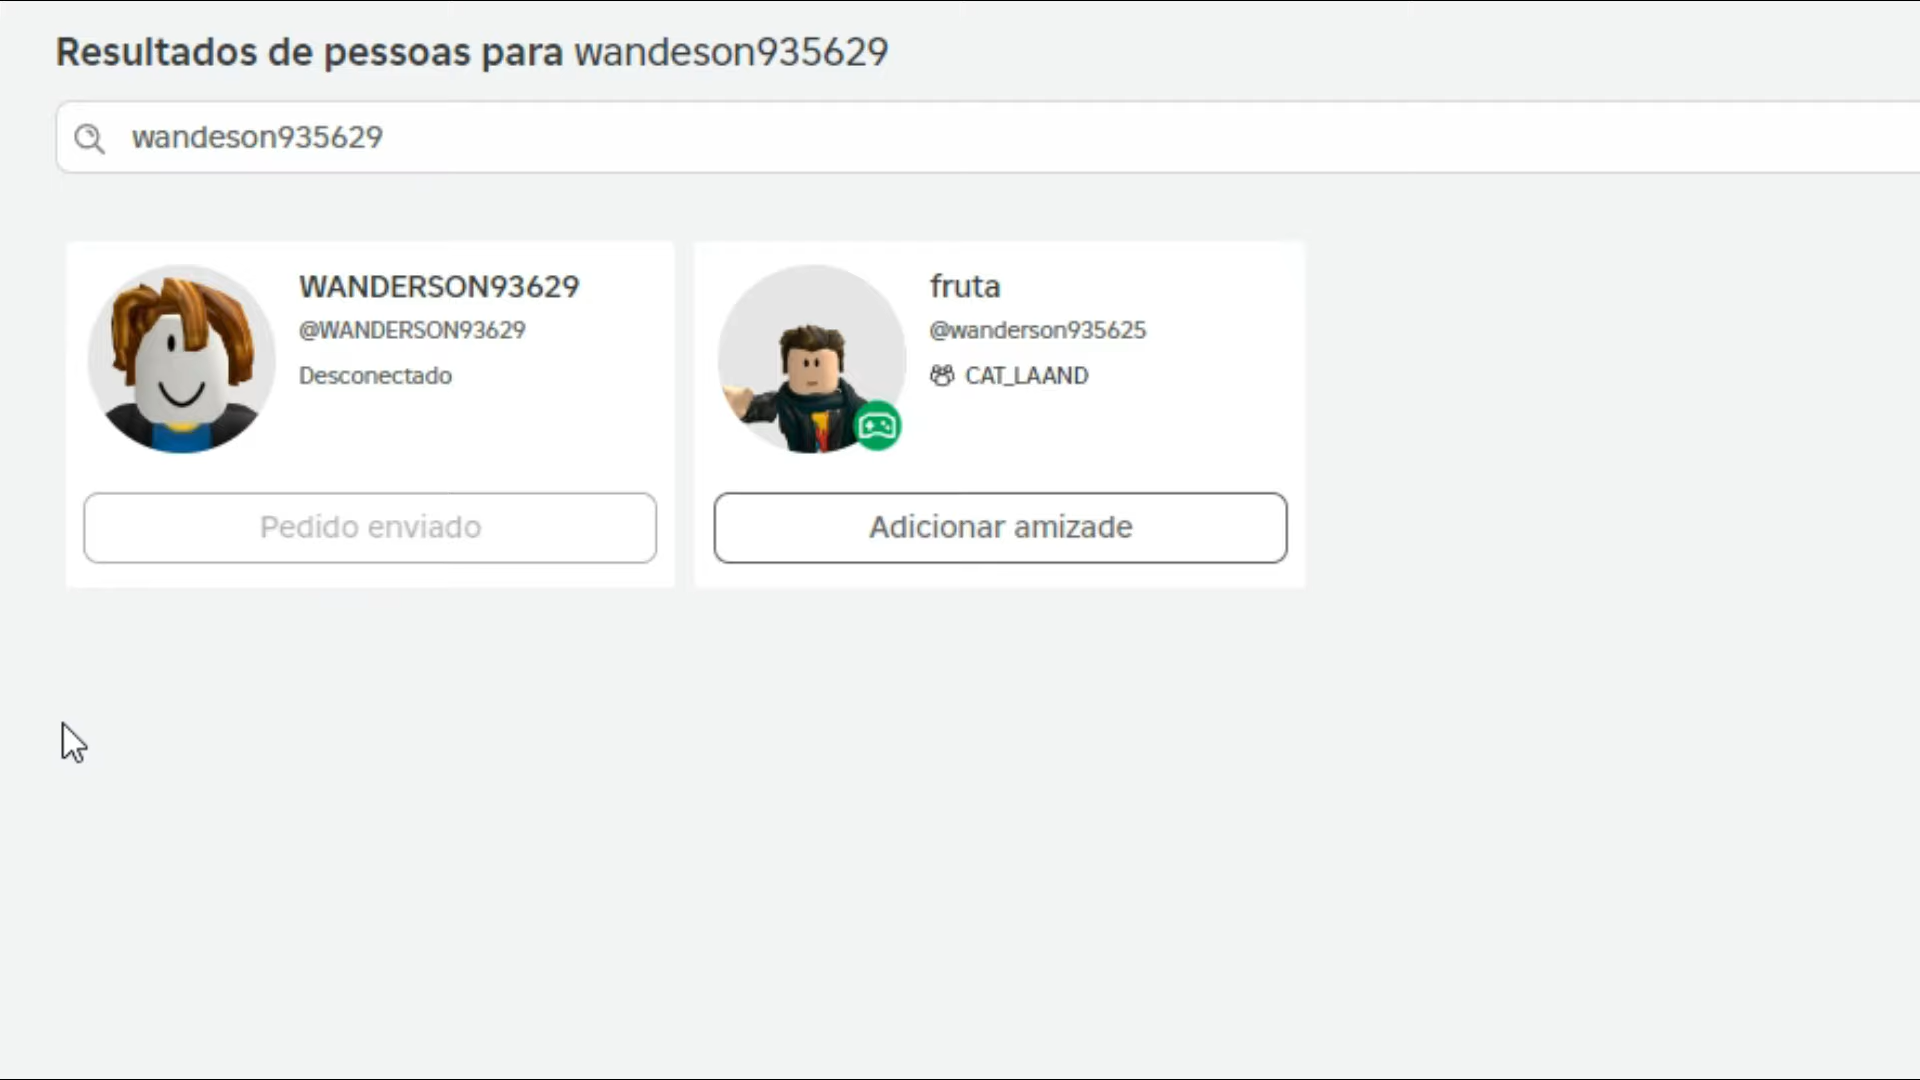 Resultados de pessoas para wandeson935629
wandeson935629
WANDERSON93629
@WANDERSON93629
Desconectado
Pedido enviado
fruta
@wanderson935625
CAT_LAAND
Adicionar amizade